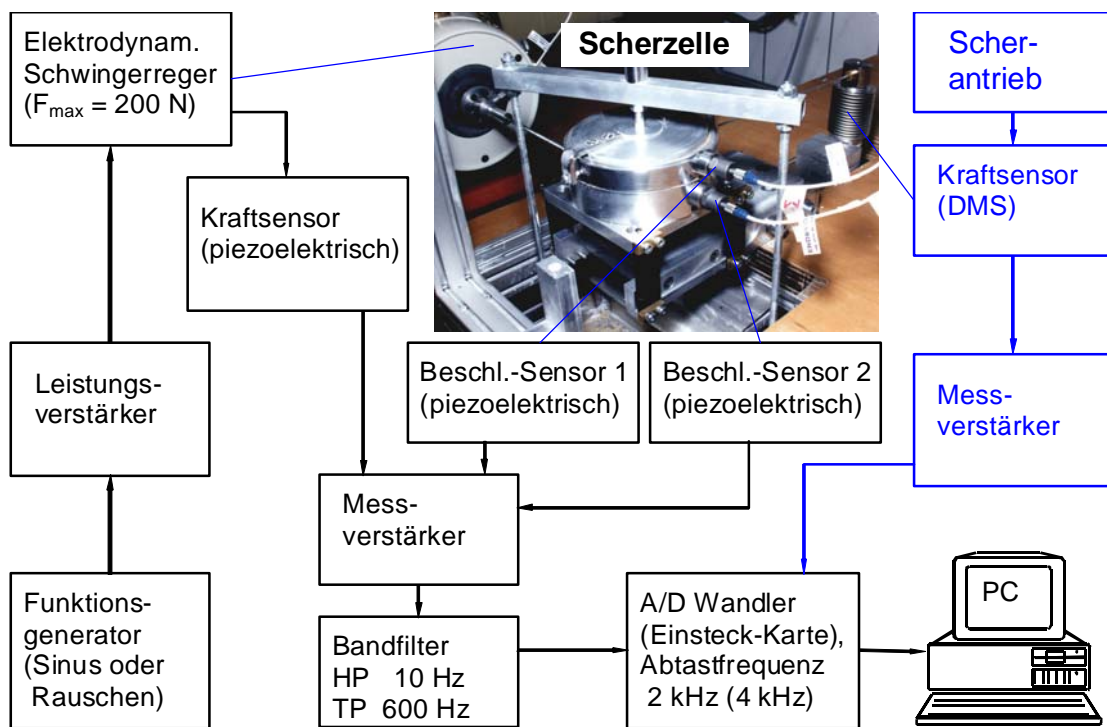 Elektrodynam.
Schwingerreger
(Fmax = 200 N)
Scherzelle
Scher-
antrieb
Kraftsensor
(piezoelektrisch)
Kraftsensor
(DMS)
Leistungs-
verstärker
Beschl.-Sensor 1
(piezoelektrisch)
Beschl.-Sensor 2
(piezoelektrisch)
Mess-
verstärker
Mess-
verstärker
Funktions-
generator
(Sinus oder
Rauschen)
Bandfilter
HP 10 Hz
TP 600 Hz
A/D Wandler
(Einsteck-Karte),
Abtastfrequenz
2 kHz (4 kHz)
PC